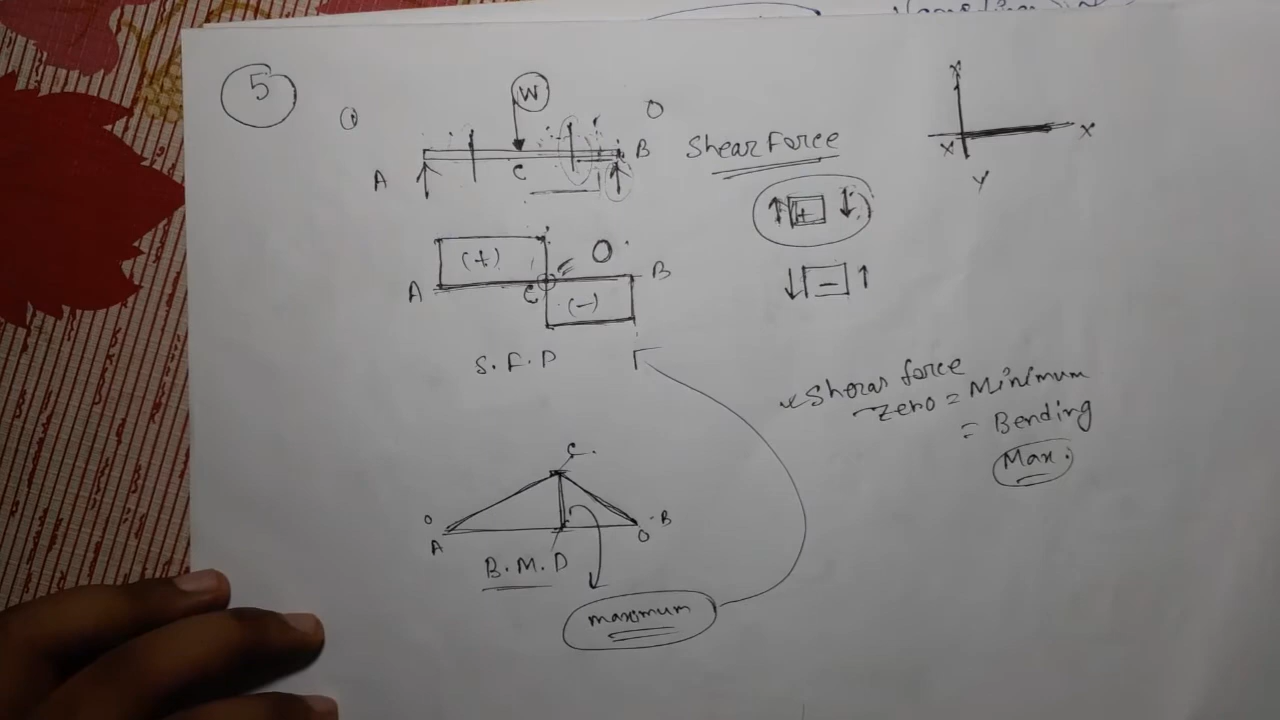 5
W
A
C
B
Shear Force
+
X
X
Y
(+)
O
A
C
B
(-)
−
S.F.D
Shear force
Zero = Minimum
= Bending
Max.
C.
O
A
B
O
B.M.D
maximum